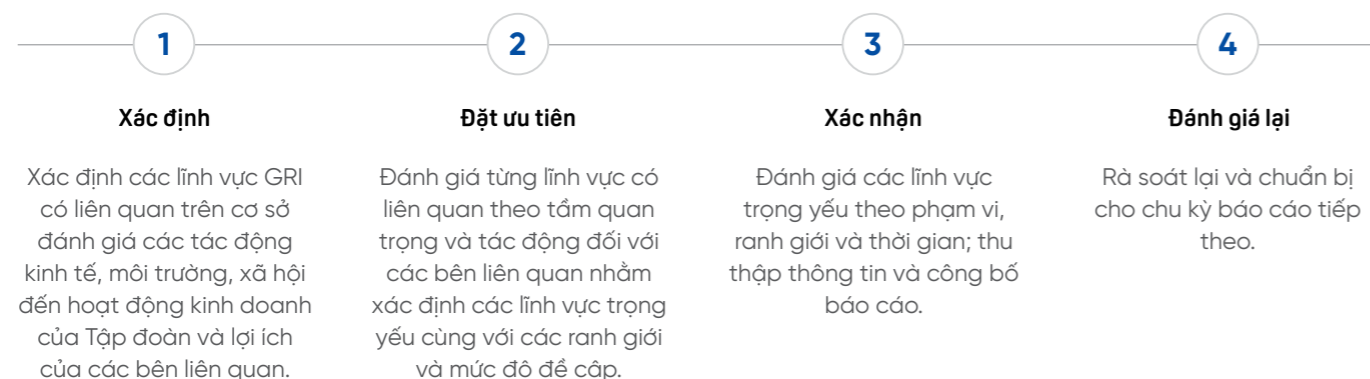 1
Xác định
Xác định các lĩnh vực GRI
có liên quan trên cơ sở
đánh giá các tác động
kinh tế, môi trường, xã hội
đến hoạt động kinh doanh
của Tập đoàn và lợi ích
của các bên liên quan.
2
Đặt ưu tiên
Đánh giá từng lĩnh vực có
liên quan theo tầm quan
trọng và tác động đối với
các bên liên quan nhằm
xác định các lĩnh vực trọng
yếu cùng với các ranh giới
và mức độ đề cập.
3
Xác nhận
Đánh giá các lĩnh vực
trọng yếu theo phạm vi,
ranh giới và thời gian; thu
thập thông tin và công bố
báo cáo.
4
Đánh giá lại
Rà soát lại và chuẩn bị
cho chu kỳ báo cáo tiếp
theo.